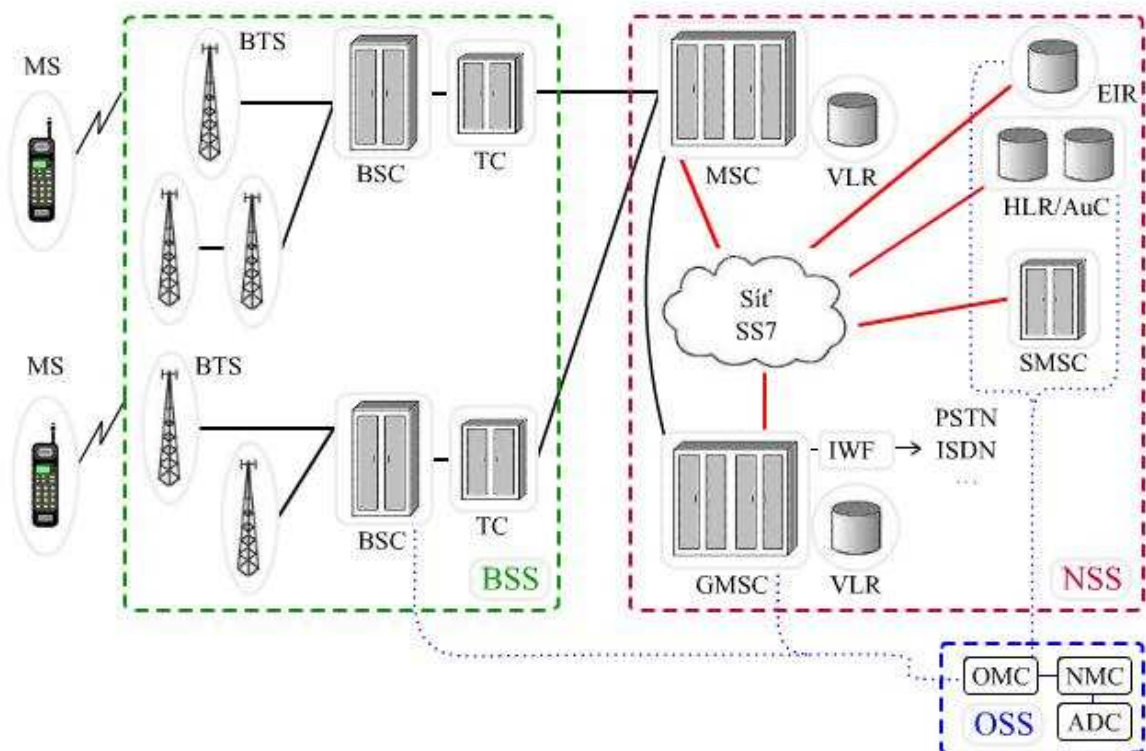 MS
BTS
BSC
TC
MSC
VLR
EIR
HLR/AuC
Síť
SS7
SMSC
MS
BTS
BSC
TC
BSS
IWF
PSTN
ISDN
...
GMSC
VLR
NSS
OMC
NMC
OSS
ADC